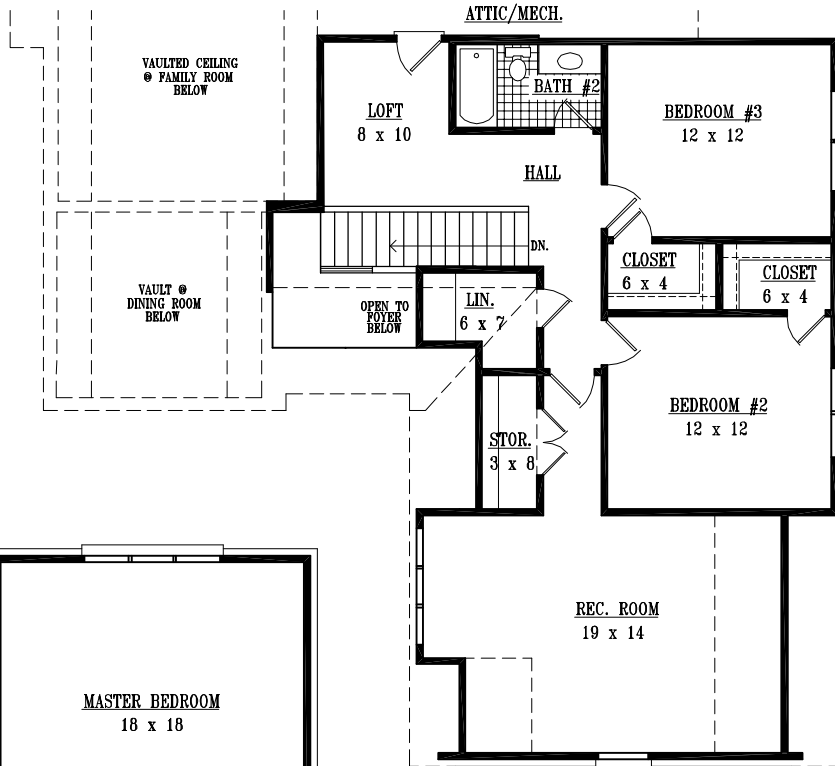 ATTIC/MECH.
VAULTED CEILING
@ FAMILY ROOM
BELOW
LOFT
8 x 10
BATH #2
BEDROOM #3
12 x 12
HALL
DN.
CLOSET
6 x 4
CLOSET
6 x 4
VAULT @
DINING ROOM
BELOW
OPEN TO
FOYER
BELOW
LIN.
6 x 7
BEDROOM #2
12 x 12
STOR.
3 x 8
REC. ROOM
19 x 14
MASTER BEDROOM
18 x 18